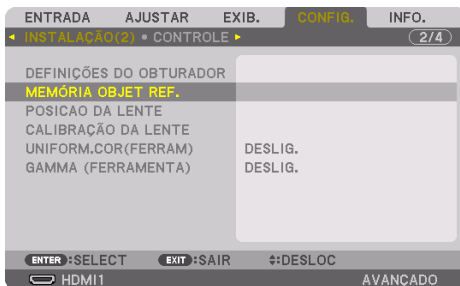 ENTRADA AJUSTAR EXIB. CONFIG. INFO.
INSTALAÇÃO(2) • CONTROLE 2/4
DEFINIÇÕES DO OBTURADOR
MEMÓRIA OBJET REF.
POSICAO DA LENTE
CALIBRAÇÃO DA LENTE
UNIFORM.COR(FERRAM) DESLIG.
GAMMA (FERRAMENTA) DESLIG.
ENTER :SELECT EXIT :SAIR :DESLOC
HDMI1 AVANÇADO